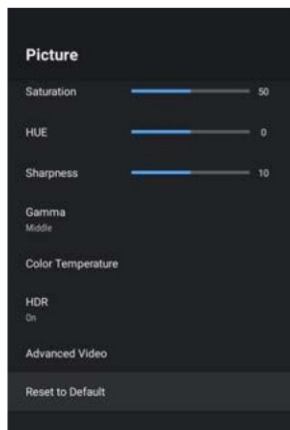 Picture
Saturation 50
HUE 0
Sharpness 10
Gamma
Middle
Color Temperature
HDR
On
Advanced Video
Reset to Default